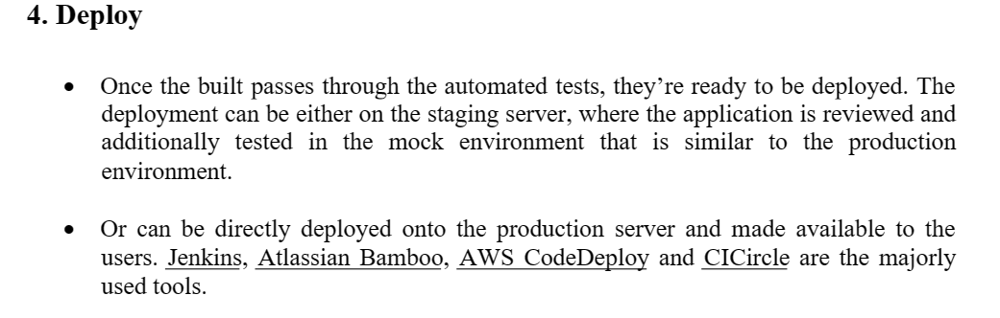 4. Deploy
• Once the built passes through the automated tests, they’re ready to be deployed. The
deployment can be either on the staging server, where the application is reviewed and
additionally tested in the mock environment that is similar to the production
environment.
• Or can be directly deployed onto the production server and made available to the
users. Jenkins, Atlassian Bamboo, AWS CodeDeploy and CICircle are the majorly
used tools.